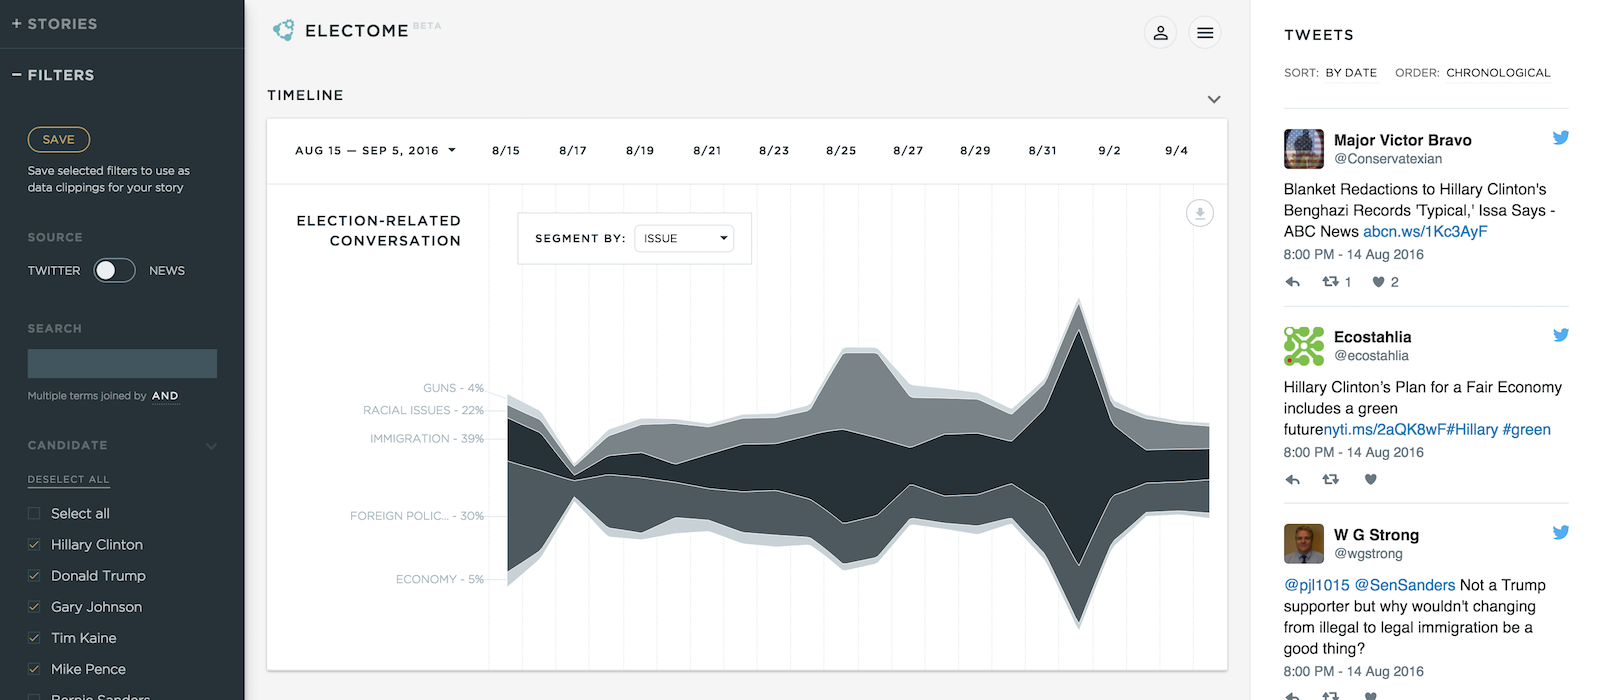 + STORIES
− FILTERS
SAVE
Save selected filters to use as
data clippings for your story
SOURCE
TWITTER NEWS
SEARCH
Multiple terms joined by AND
CANDIDATE
DESELECT ALL
Select all
Hillary Clinton
Donald Trump
Gary Johnson
Tim Kaine
Mike Pence
Bernie Sanders
ELECTOME BETA
TIMELINE
AUG 15 — SEP 5, 2016 8/15 8/17 8/19 8/21 8/23 8/25 8/27 8/29 8/31 9/2 9/4
ELECTION-RELATED
CONVERSATION
SEGMENT BY: ISSUE
GUNS - 4%
RACIAL ISSUES - 22%
IMMIGRATION - 39%
FOREIGN POLIC... - 30%
ECONOMY - 5%
TWEETS
SORT: BY DATE ORDER: CHRONOLOGICAL
Major Victor Bravo
@Conservatexian
Blanket Redactions to Hillary Clinton's
Benghazi Records 'Typical,' Issa Says -
ABC News abcn.ws/1Kc3AyF
8:00 PM - 14 Aug 2016
1 2
Ecostahlia
@ecostahlia
Hillary Clinton’s Plan for a Fair Economy
includes a green
futurenyti.ms/2aQK8wF#Hillary #green
8:00 PM - 14 Aug 2016
W G Strong
@wgstrong
@pjl1015 @SenSanders Not a Trump
supporter but why wouldn't changing
from illegal to legal immigration be a
good thing?
8:00 PM - 14 Aug 2016